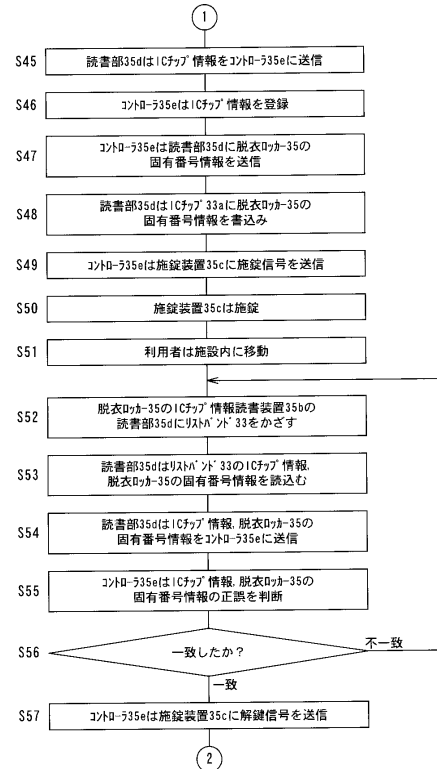 1
S45
読書部35dはICチップ情報をコントローラ35eに送信
S46
コントローラ35eはICチップ情報を登録
S47
コントローラ35eは読書部35dに脱衣ロッカー35の
固有番号情報を送信
S48
読書部35dはICチップ33aに脱衣ロッカー35の
固有番号情報を書込み
S49
コントローラ35eは施錠装置35cに施錠信号を送信
S50
施錠装置35cは施錠
S51
利用者は施設内に移動
S52
脱衣ロッカー35のICチップ情報読書装置35bの
読書部35dにリストバンド33をかざす
S53
読書部35dはリストバンド33のICチップ情報,
脱衣ロッカー35の固有番号情報を読込む
S54
読書部35dはICチップ情報,脱衣ロッカー35の
固有番号情報をコントローラ35eに送信
S55
コントローラ35eはICチップ情報,脱衣ロッカー35の
固有番号情報の正誤を判断
S56
一致したか?
不一致
一致
S57
コントローラ35eは施錠装置35cに解鍵信号を送信
2